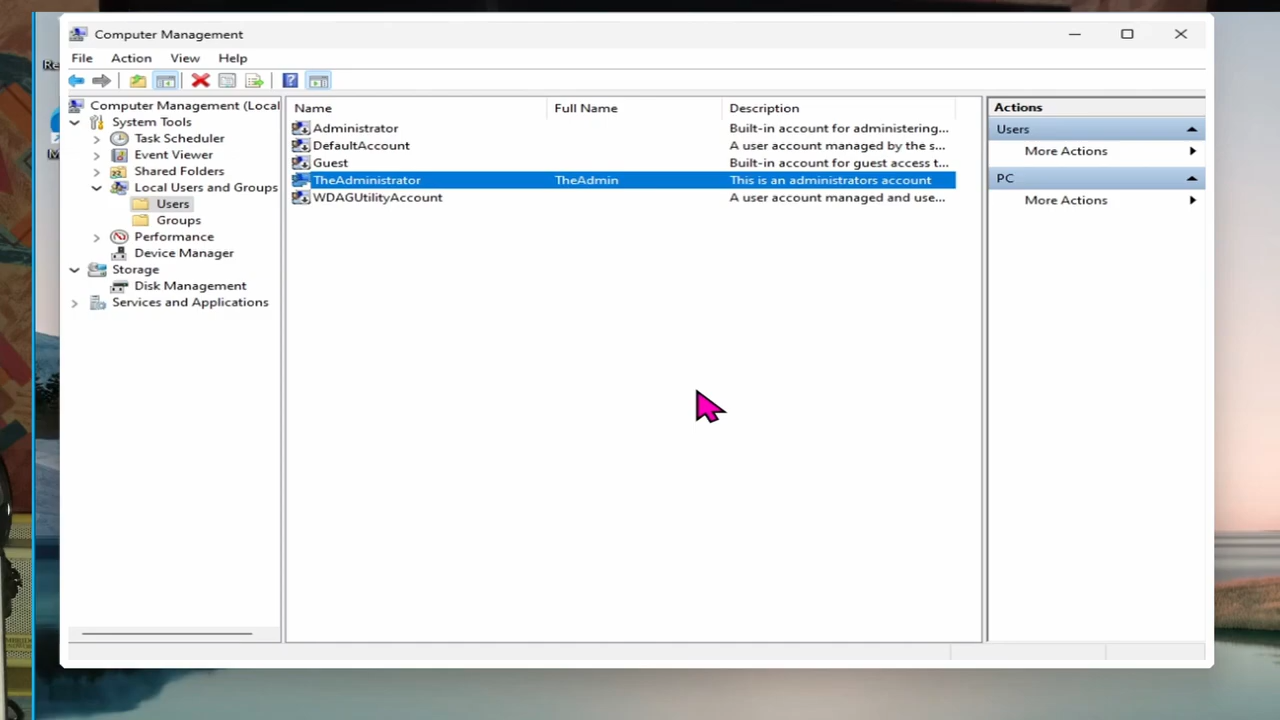 Computer Management
File Action View Help
Computer Management (Local
System Tools
Task Scheduler
Event Viewer
Shared Folders
Local Users and Groups
Users
Groups
Performance
Device Manager
Storage
Disk Management
Services and Applications
Name Full Name Description
Administrator Built-in account for administering...
DefaultAccount A user account managed by the s...
Guest Built-in account for guest access t...
TheAdministrator TheAdmin This is an administrators account
WDAGUtilityAccount A user account managed and use...
Actions
Users
More Actions
PC
More Actions
Re
M